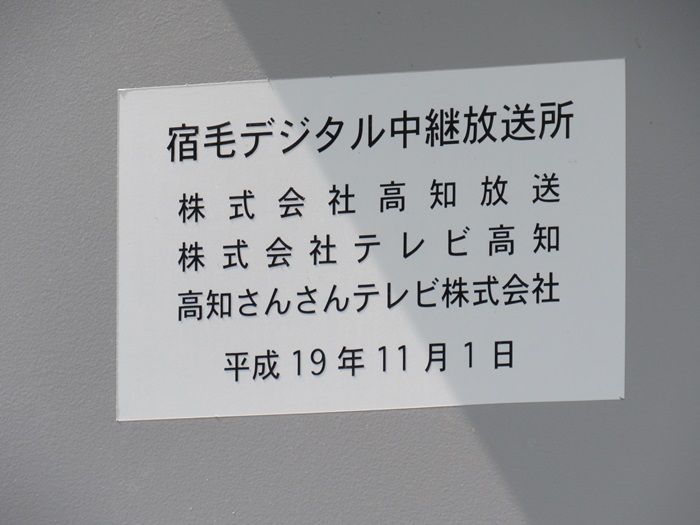 宿毛デジタル中継放送所
株式会社高知放送
株式会社テレビ高知
高知さんさんテレビ株式会社
平成19年11月1日